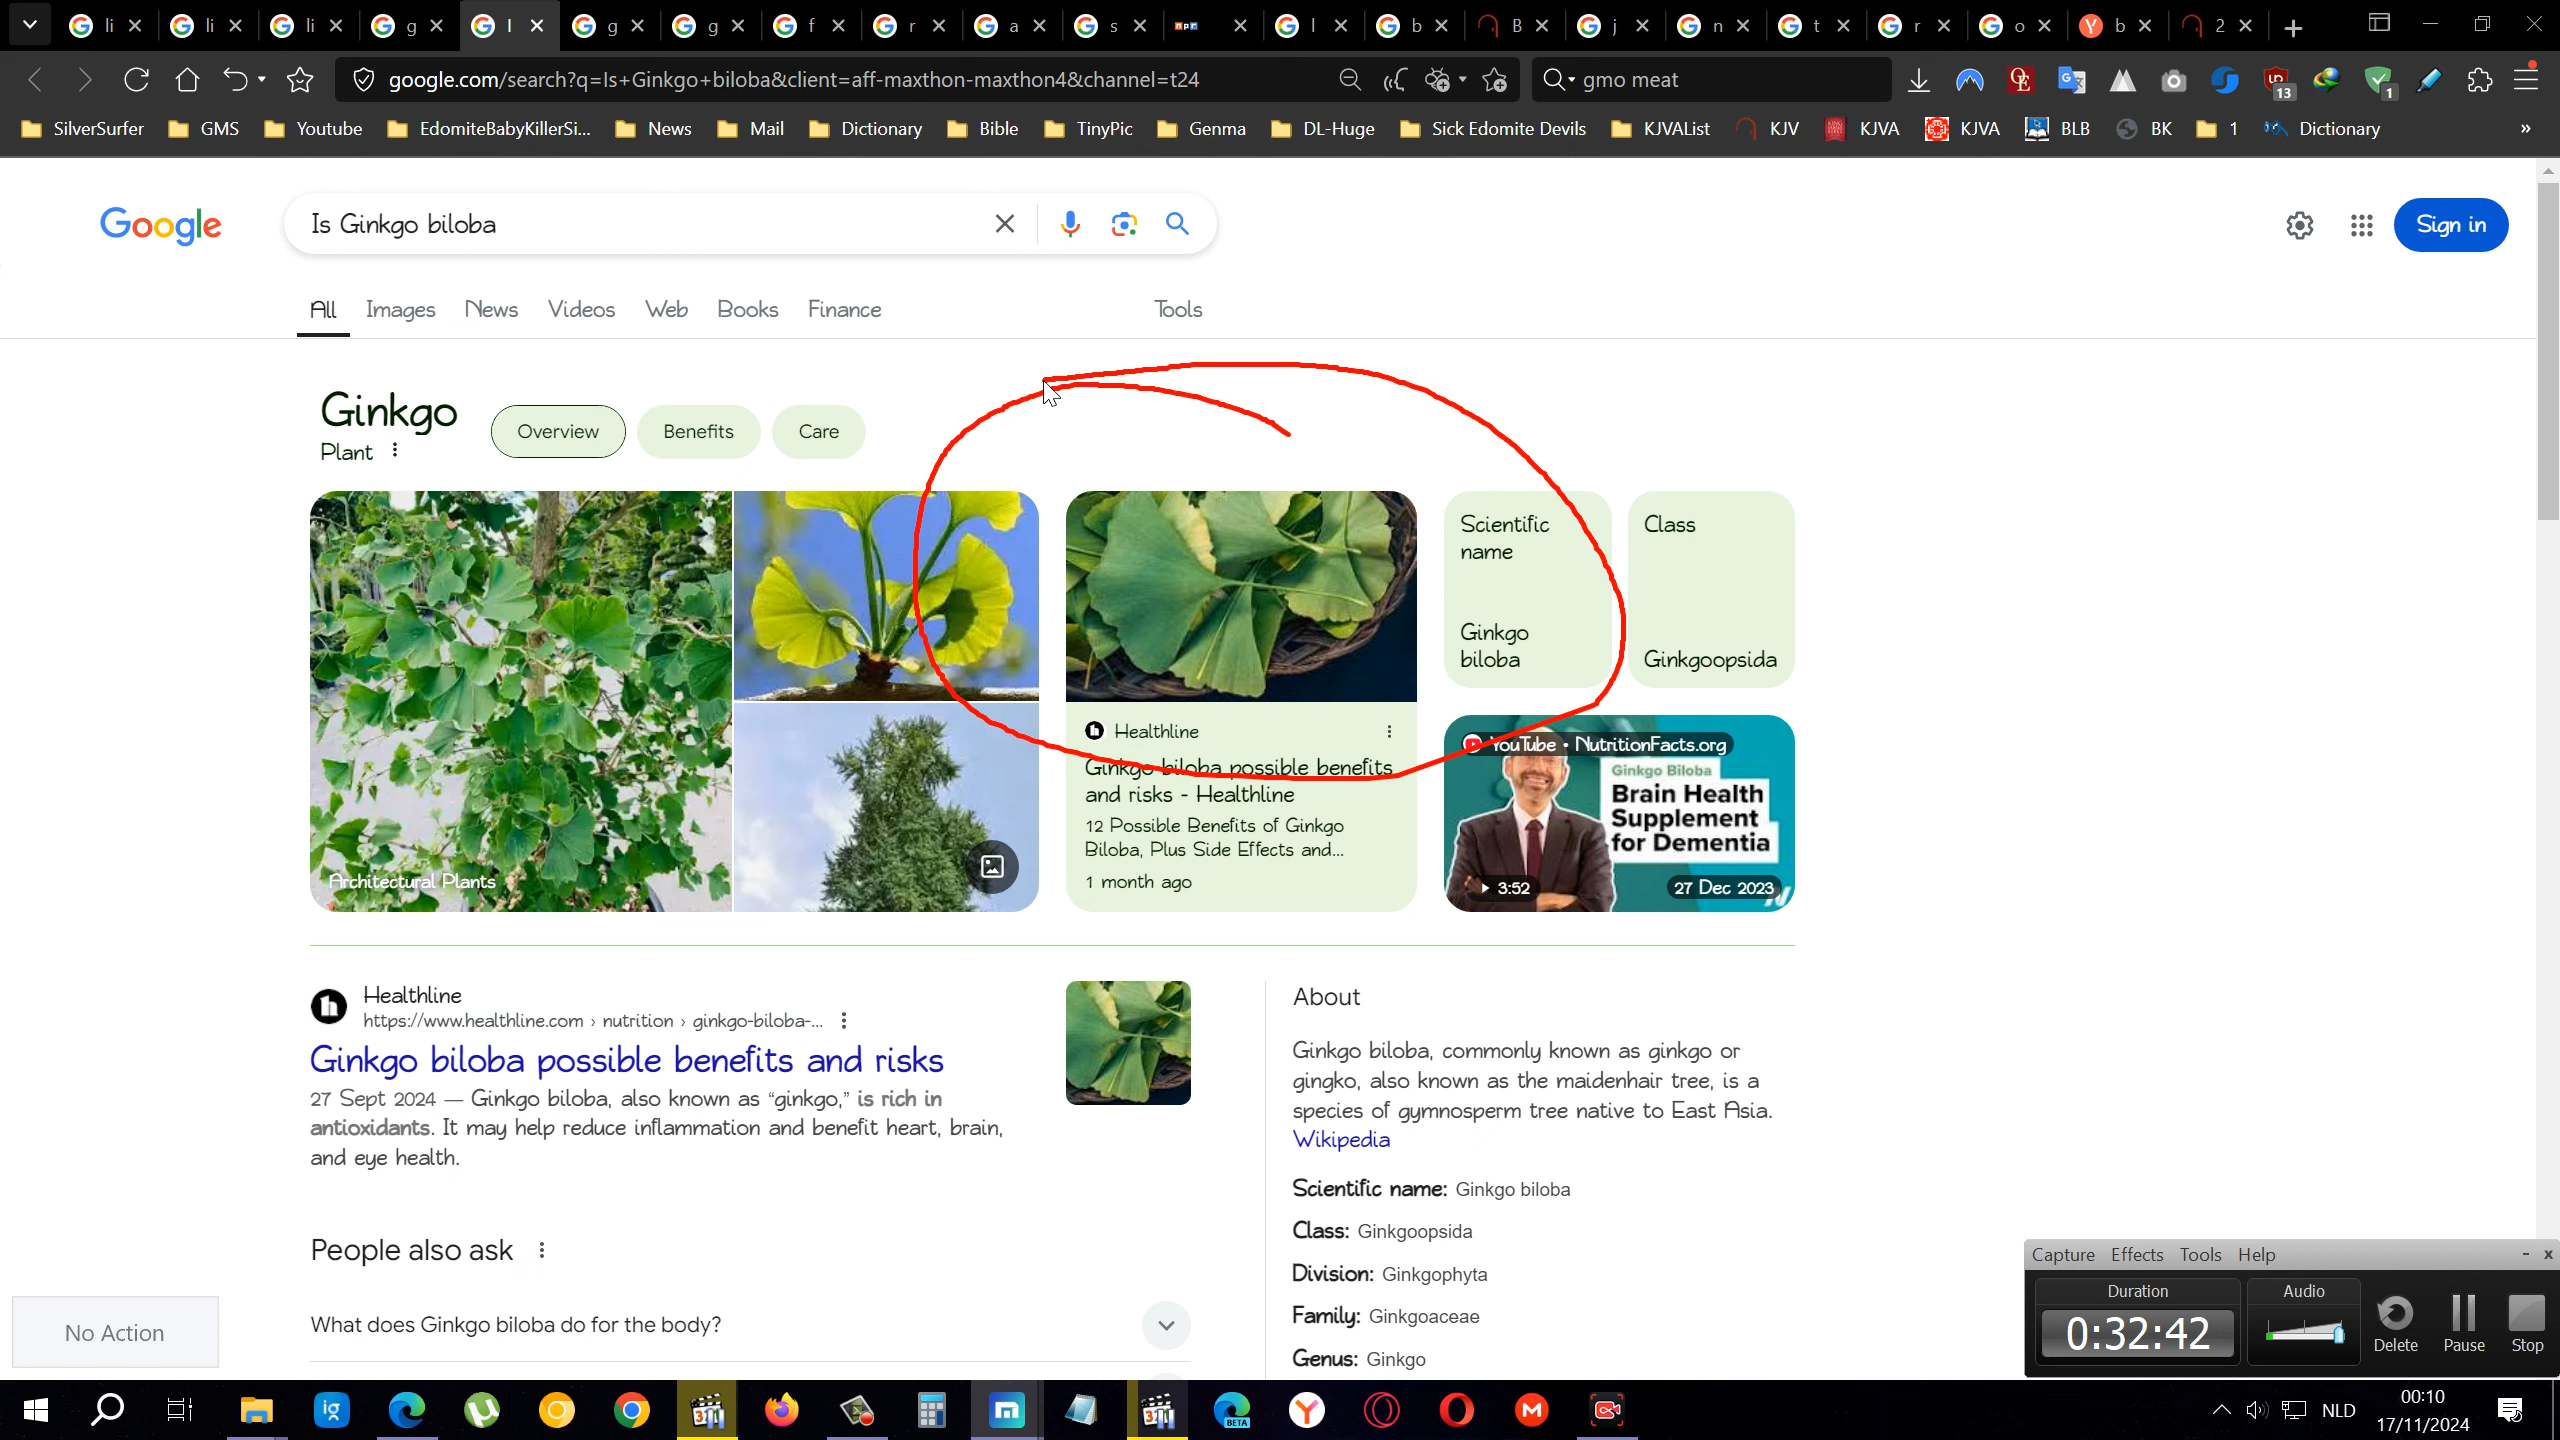 li
li
li
g
I
g
g
f
r
a
s
npr
l
b
B
j
n
t
r
o
b
2
google.com/search?q=Is+Ginkgo+biloba&client=aff-maxthon-maxthon4&channel=t24
gmo meat
13
1
SilverSurfer
GMS
Youtube
EdomiteBabyKillerSi...
News
Mail
Dictionary
Bible
TinyPic
Genma
DL-Huge
Sick Edomite Devils
KJVAList
KJV
KJVA
KJVA
BLB
BK
1
Dictionary
»
Google
Is Ginkgo biloba
Sign in
All
Images
News
Videos
Web
Books
Finance
Tools
Ginkgo
Plant
Overview
Benefits
Care
Architectural Plants
Healthline
Ginkgo biloba possible benefits
and risks - Healthline
12 Possible Benefits of Ginkgo
Biloba, Plus Side Effects and...
1 month ago
Scientific
name
Ginkgo
biloba
Class
Ginkgoopsida
YouTube • NutritionFacts.org
Ginkgo Biloba
Brain Health
Supplement
for Dementia
3:52
27 Dec 2023
Healthline
https://www.healthline.com › nutrition › ginkgo-biloba-...
Ginkgo biloba possible benefits and risks
27 Sept 2024 — Ginkgo biloba, also known as “ginkgo,” is rich in
antioxidants. It may help reduce inflammation and benefit heart, brain,
and eye health.
People also ask
What does Ginkgo biloba do for the body?
About
Ginkgo biloba, commonly known as ginkgo or
gingko, also known as the maidenhair tree, is a
species of gymnosperm tree native to East Asia.
Wikipedia
Scientific name: Ginkgo biloba
Class: Ginkgoopsida
Division: Ginkgophyta
Family: Ginkgoaceae
Genus: Ginkgo
No Action
Capture Effects Tools Help
Duration
0:32:42
Audio
Delete
Pause
Stop
NLD
00:10
17/11/2024